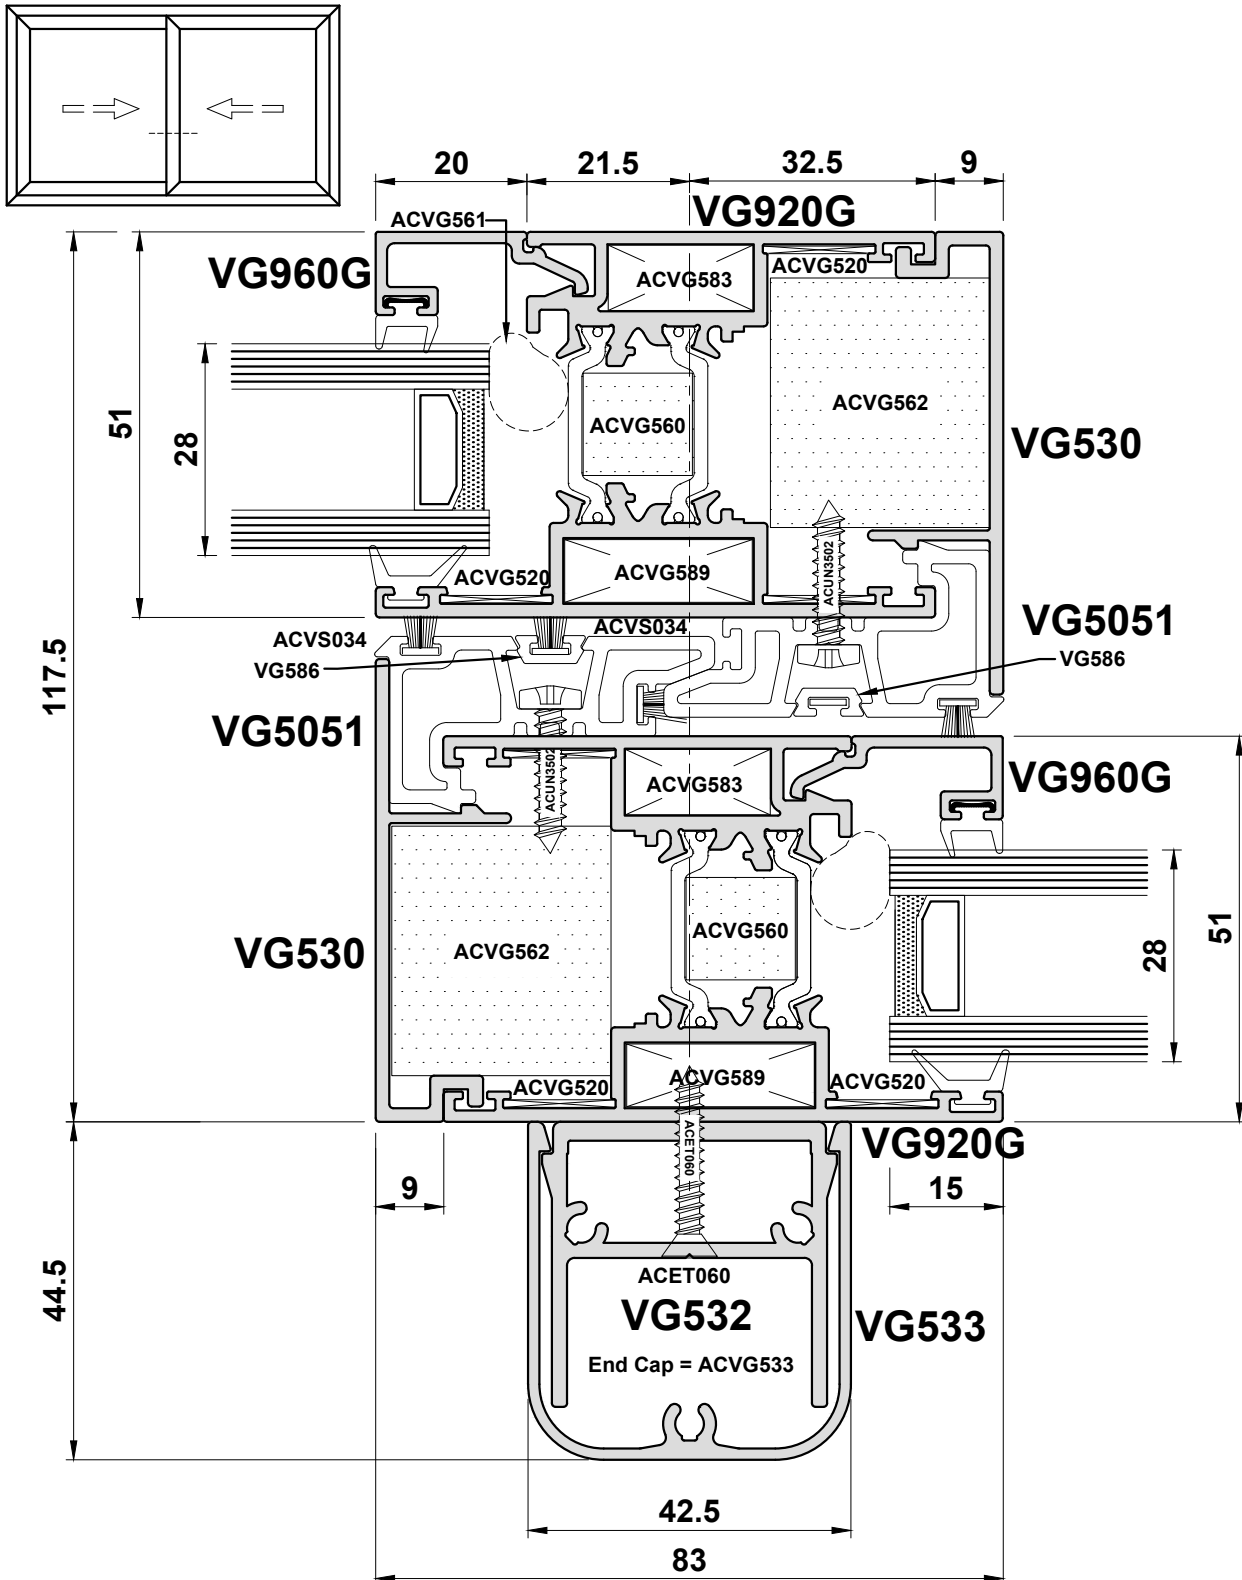 20
21.5
32.5
9
ACVG561
VG920G
VG960G
ACVG583
ACVG520
51
28
ACVG560
ACVG562
VG530
ACUN3502
ACVG520
ACVG589
117.5
ACVS034
ACVS034
VG5051
VG586
VG586
VG5051
ACUN3502
ACVG583
VG960G
VG530
ACVG562
ACVG560
28
51
ACVG520
ACVG589
ACVG520
ACET060
VG920G
9
15
44.5
ACET060
VG532
VG533
End Cap = ACVG533
42.5
83